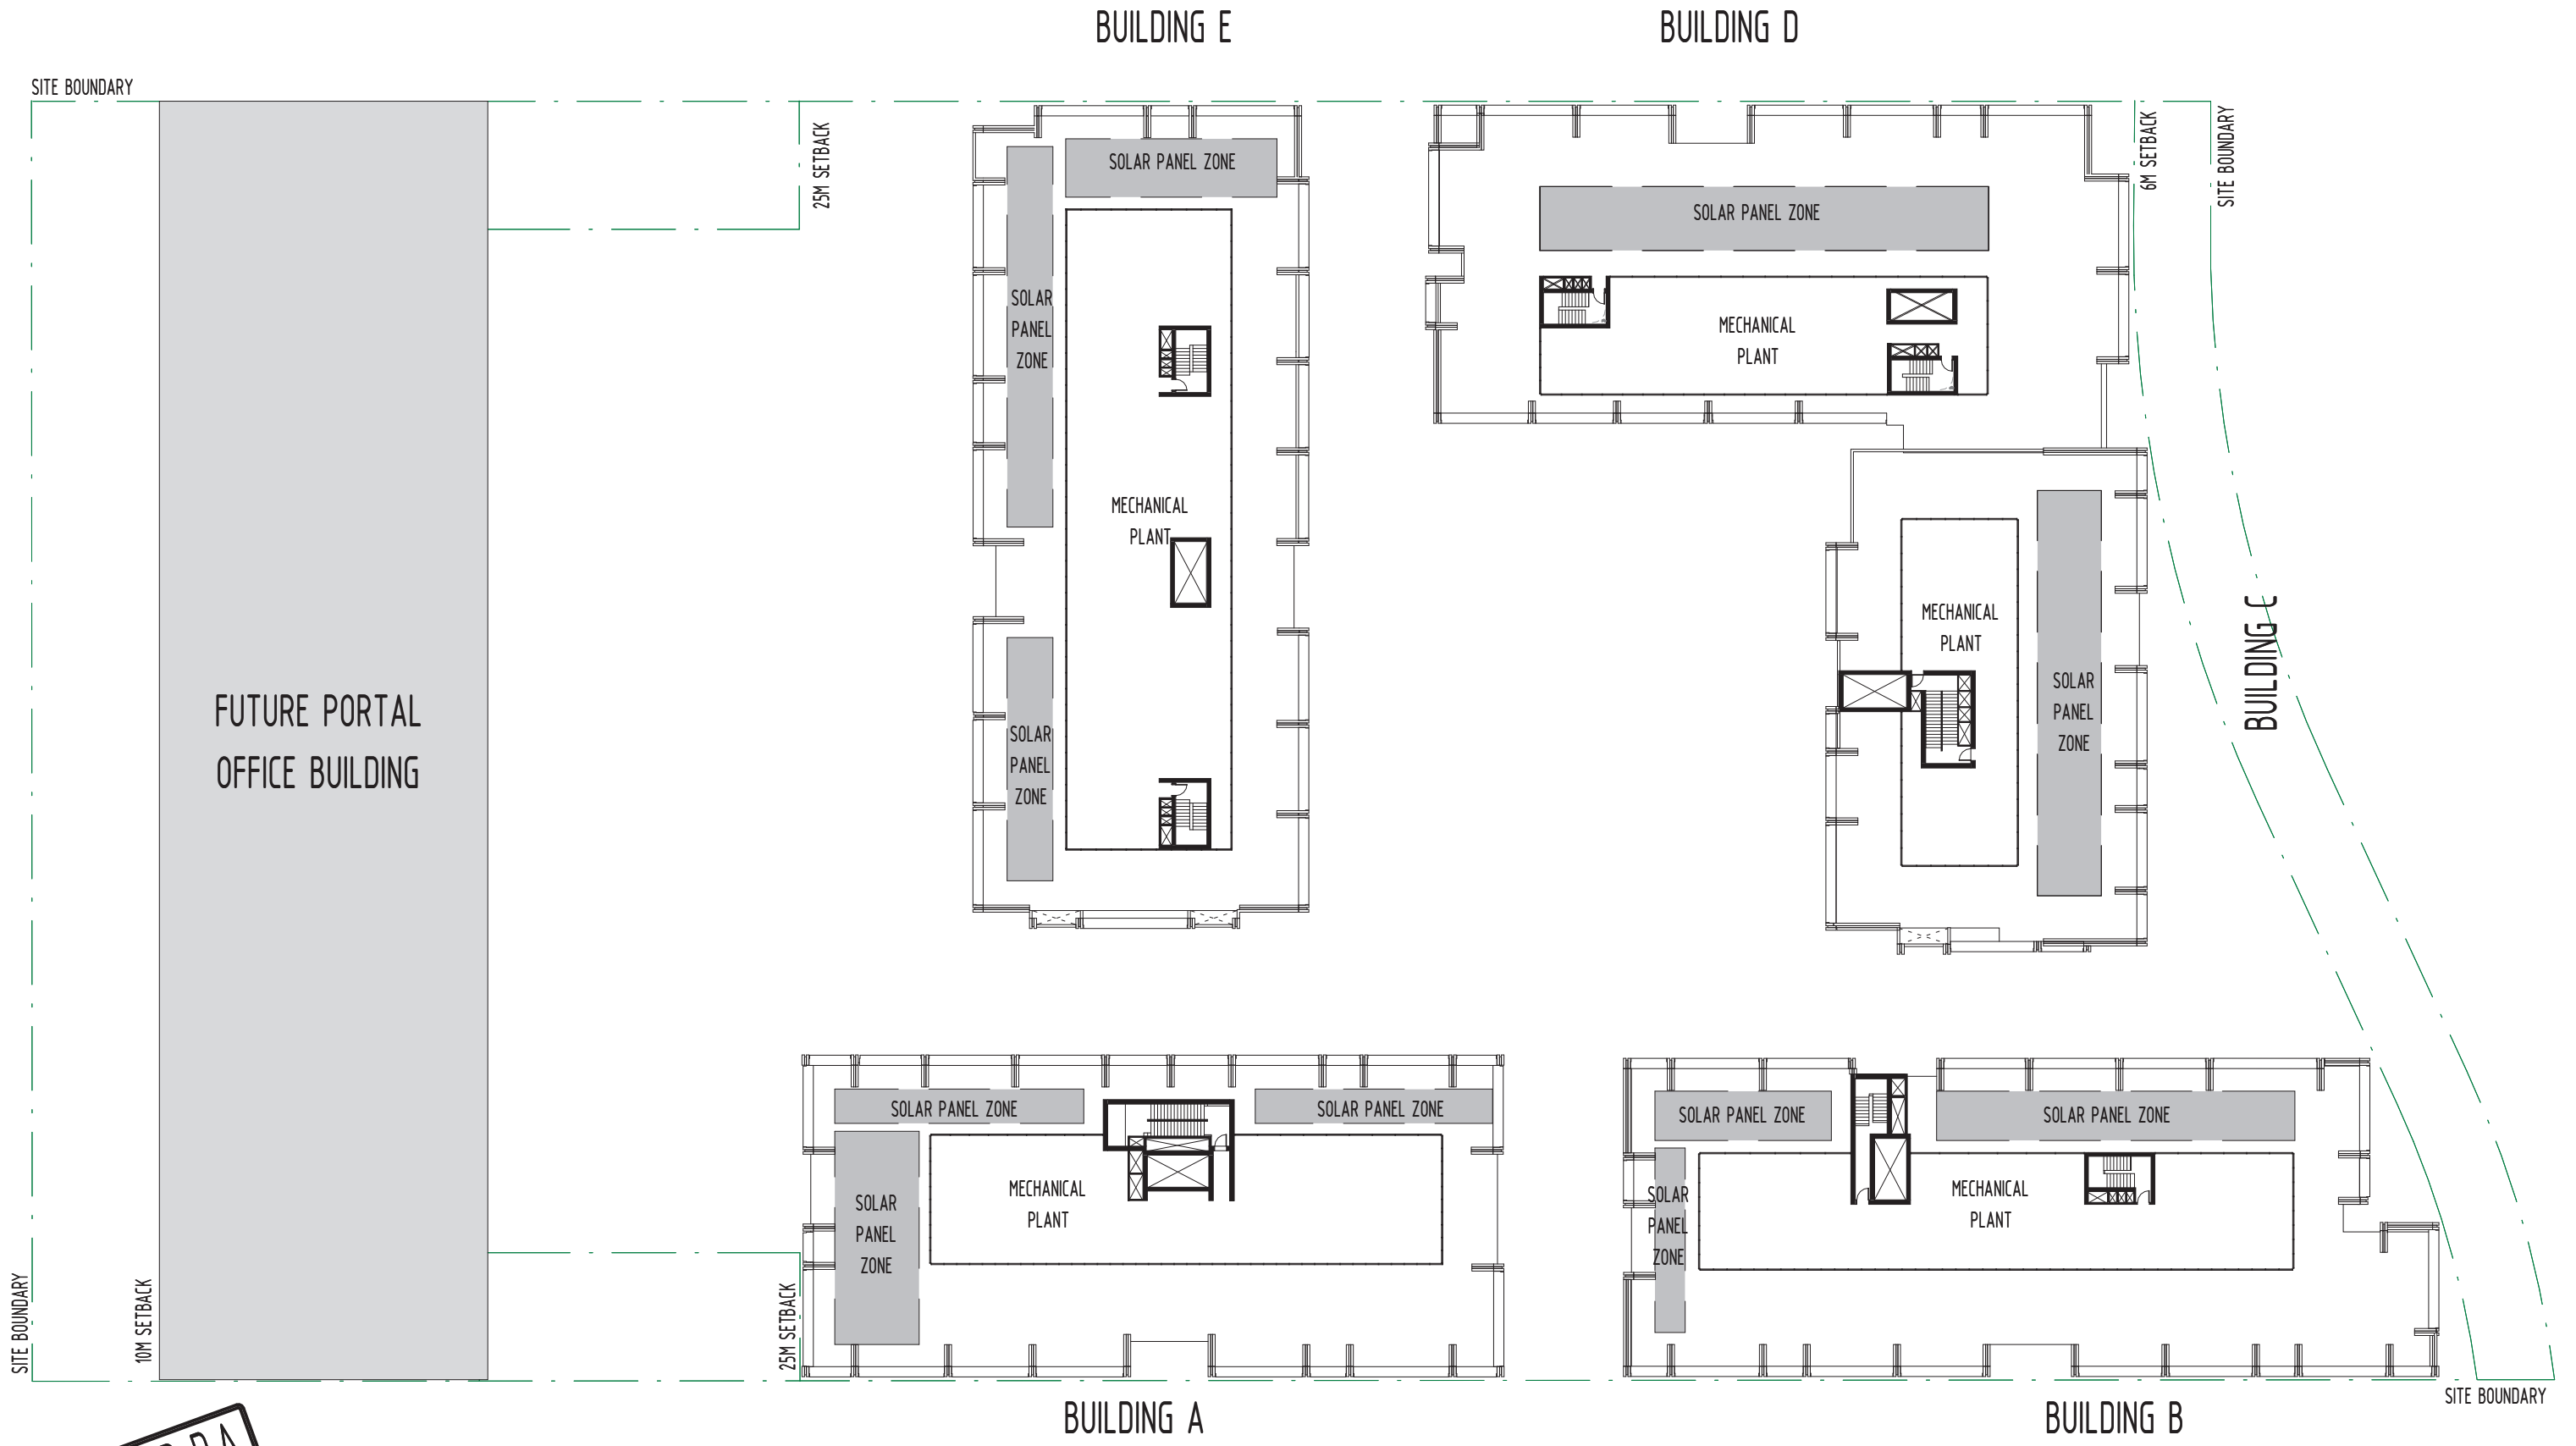 BUILDING E
BUILDING D
SITE BOUNDARY
25M SETBACK
6M SETBACK
SITE BOUNDARY
SOLAR PANEL ZONE
SOLAR
PANEL
ZONE
MECHANICAL
PLANT
SOLAR
PANEL
ZONE
SOLAR PANEL ZONE
MECHANICAL
PLANT
MECHANICAL
PLANT
SOLAR
PANEL
ZONE
BUILDING C
FUTURE PORTAL
OFFICE BUILDING
SITE BOUNDARY
10M SETBACK
25M SETBACK
SOLAR PANEL ZONE
SOLAR PANEL ZONE
SOLAR
PANEL
ZONE
MECHANICAL
PLANT
SOLAR PANEL ZONE
SOLAR PANEL ZONE
SOLAR
PANEL
ZONE
MECHANICAL
PLANT
SITE BOUNDARY
BUILDING A
BUILDING B